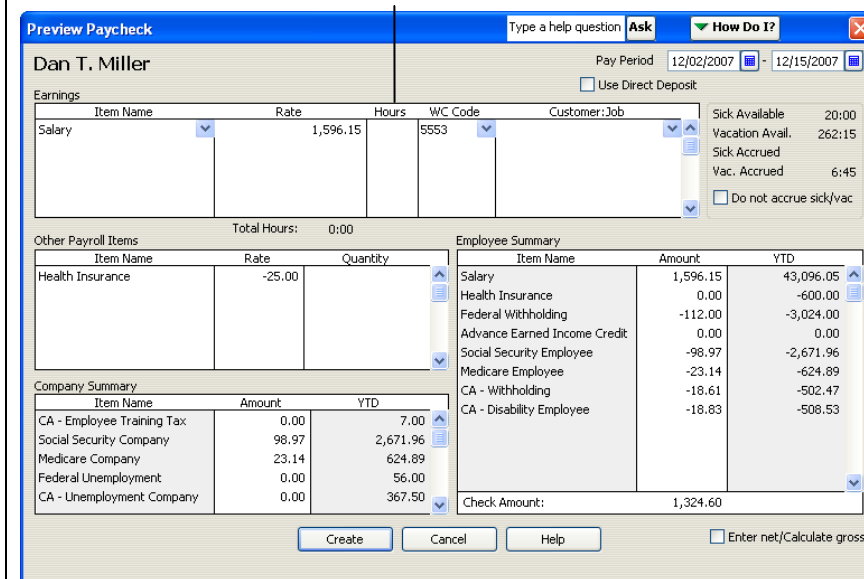 Preview Paycheck Type a help question Ask How Do I?
Dan T. Miller Pay Period 12/02/2007 - 12/15/2007
Use Direct Deposit
Earnings
Item Name Rate Hours WC Code Customer:Job
Salary 1,596.15 5553
Sick Available 20:00
Vacation Avail. 262:15
Sick Accrued
Vac. Accrued 6:45
Do not accrue sick/vac
Total Hours: 0:00
Other Payroll Items
Item Name Rate Quantity
Health Insurance -25.00
Employee Summary
Item Name Amount YTD
Salary 1,596.15 43,096.05
Health Insurance 0.00 -600.00
Federal Withholding -112.00 -3,024.00
Advance Earned Income Credit 0.00 0.00
Social Security Employee -98.97 -2,671.96
Medicare Employee -23.14 -624.89
CA - Withholding -18.61 -502.47
CA - Disability Employee -18.83 -508.53
Check Amount: 1,324.60
Company Summary
Item Name Amount YTD
CA - Employee Training Tax 0.00 7.00
Social Security Company 98.97 2,671.96
Medicare Company 23.14 624.89
Federal Unemployment 0.00 56.00
CA - Unemployment Company 0.00 367.50
Create Cancel Help Enter net/Calculate gross